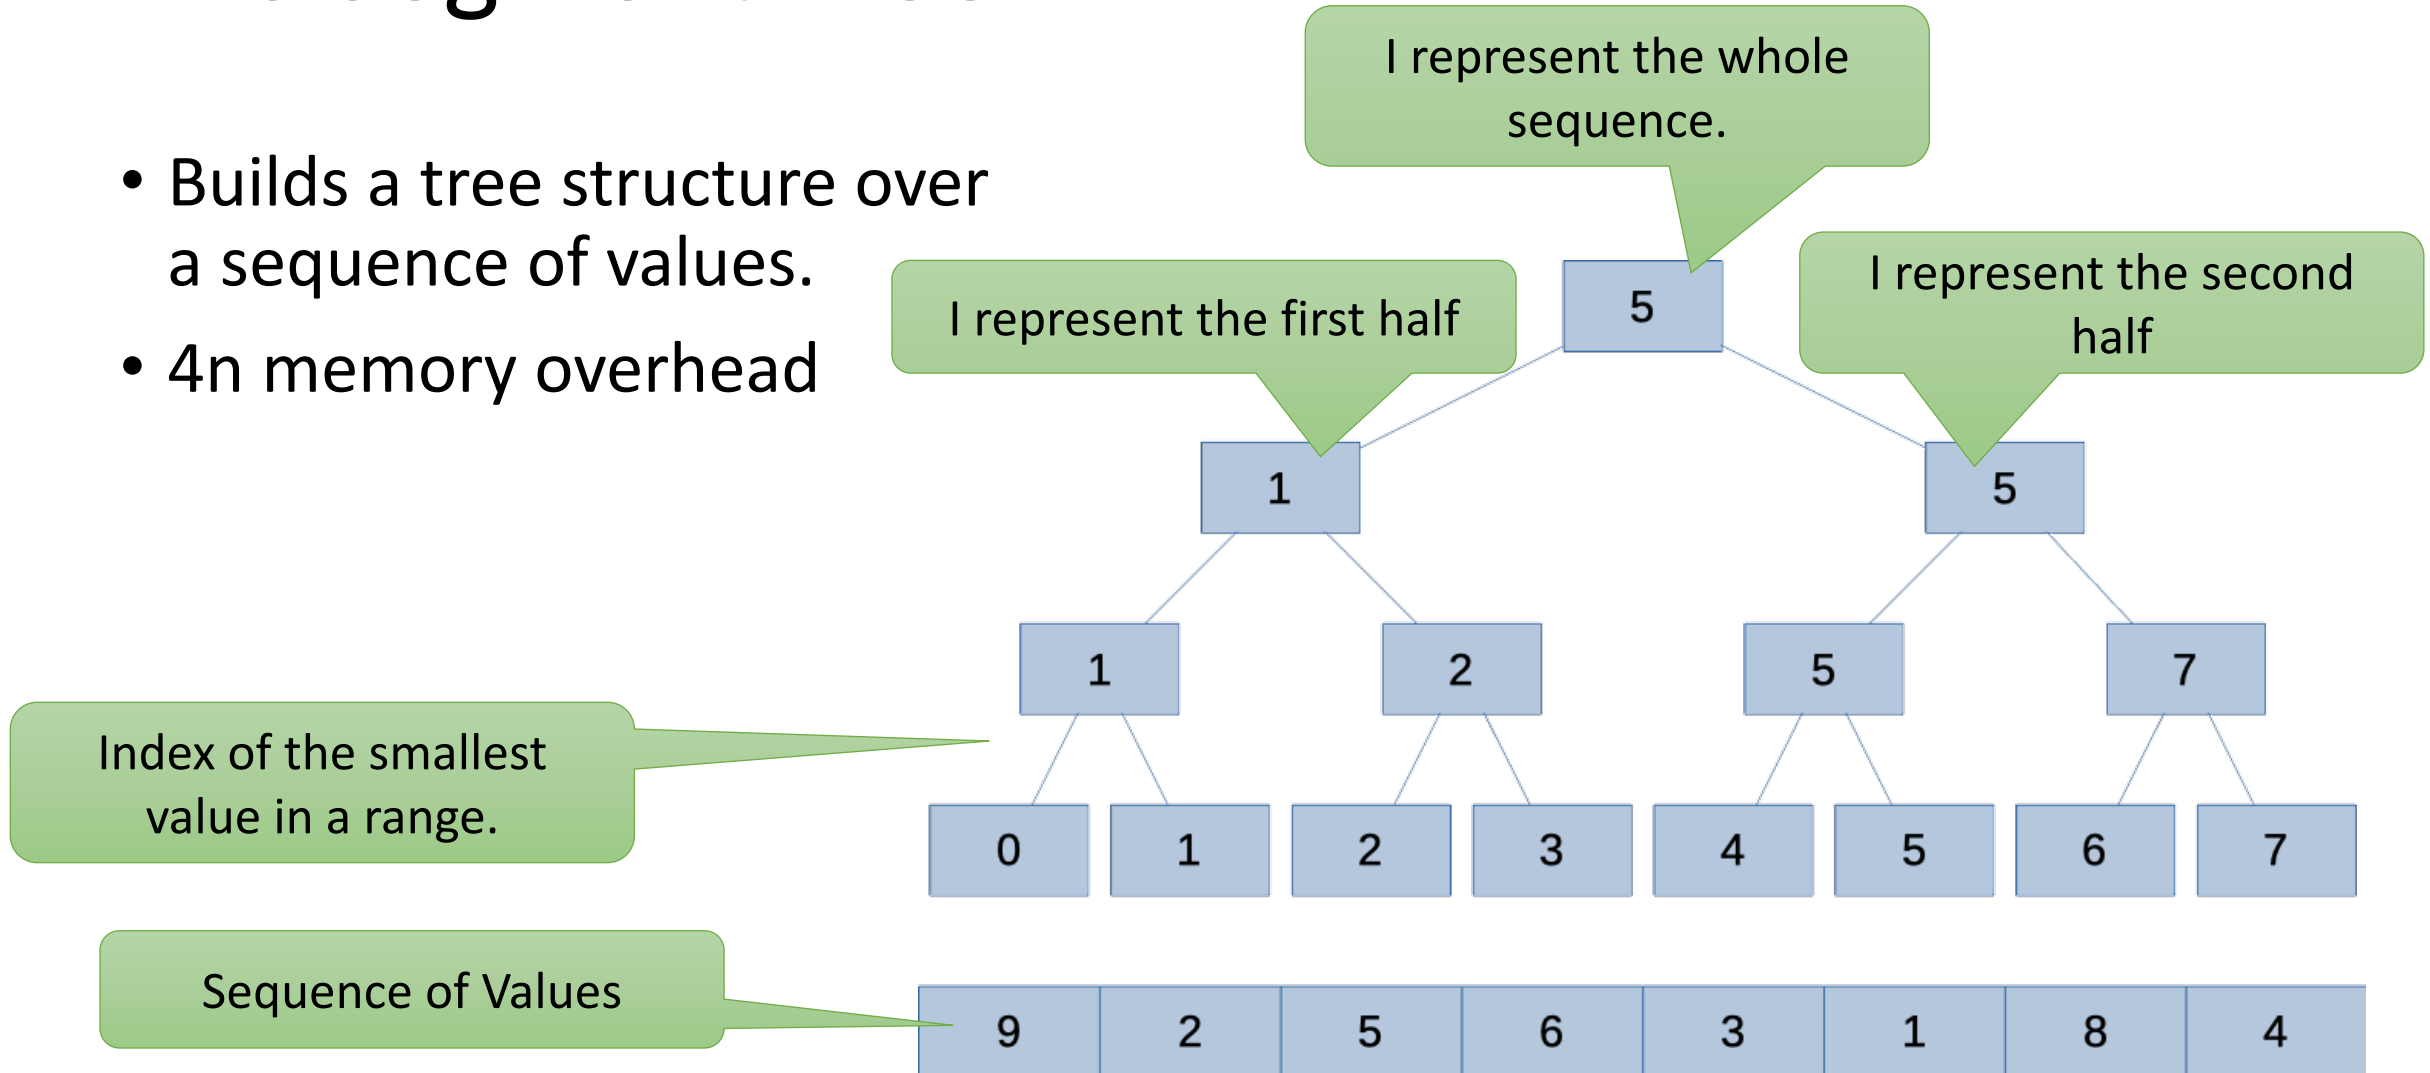 • Builds a tree structure over
a sequence of values.
• 4n memory overhead
I represent the whole
sequence.
I represent the first half
I represent the second
half
5
1 5
1 2 5 7
Index of the smallest
value in a range.
0 1 2 3 4 5 6 7
Sequence of Values
9 2 5 6 3 1 8 4